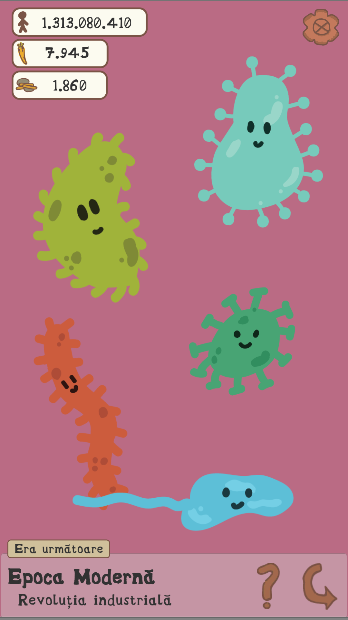 1.313.080.410
7.945
1.860
Era următoare
Epoca Modernă
Revoluția industrială
?